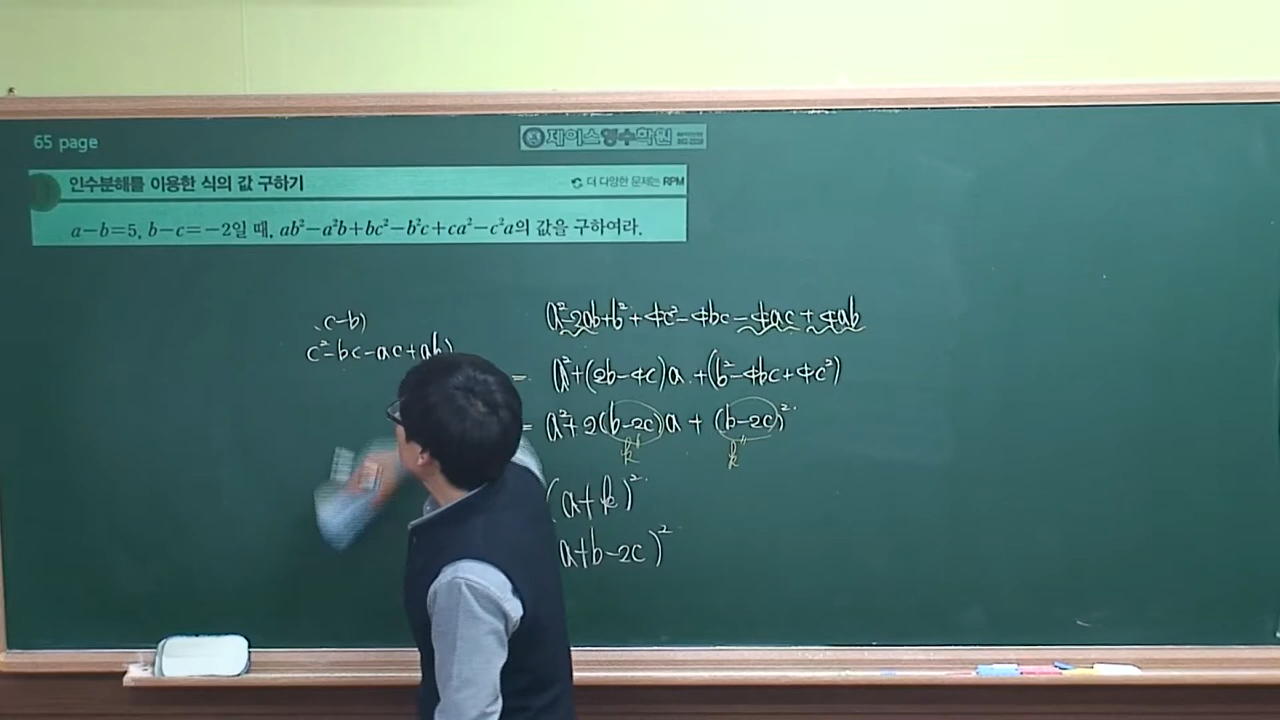 65 page
제이스영수학원
인수분해를 이용한 식의 값 구하기
더 다양한 문제는 RPM
a−b=5, b−c=−2일 때, ab²−a²b+bc²−b²c+ca²−c²a의 값을 구하여라.
c-b)
c²-bc-ac+ab)
a²-2ab+b²+4c²-4bc-4ac+4ab
= a²+(2b-4c)a+(b²-4bc+4c²)
= a²+2(b-2c)a+(b-2c)²
k k
(a+k)²
a+b-2c)²